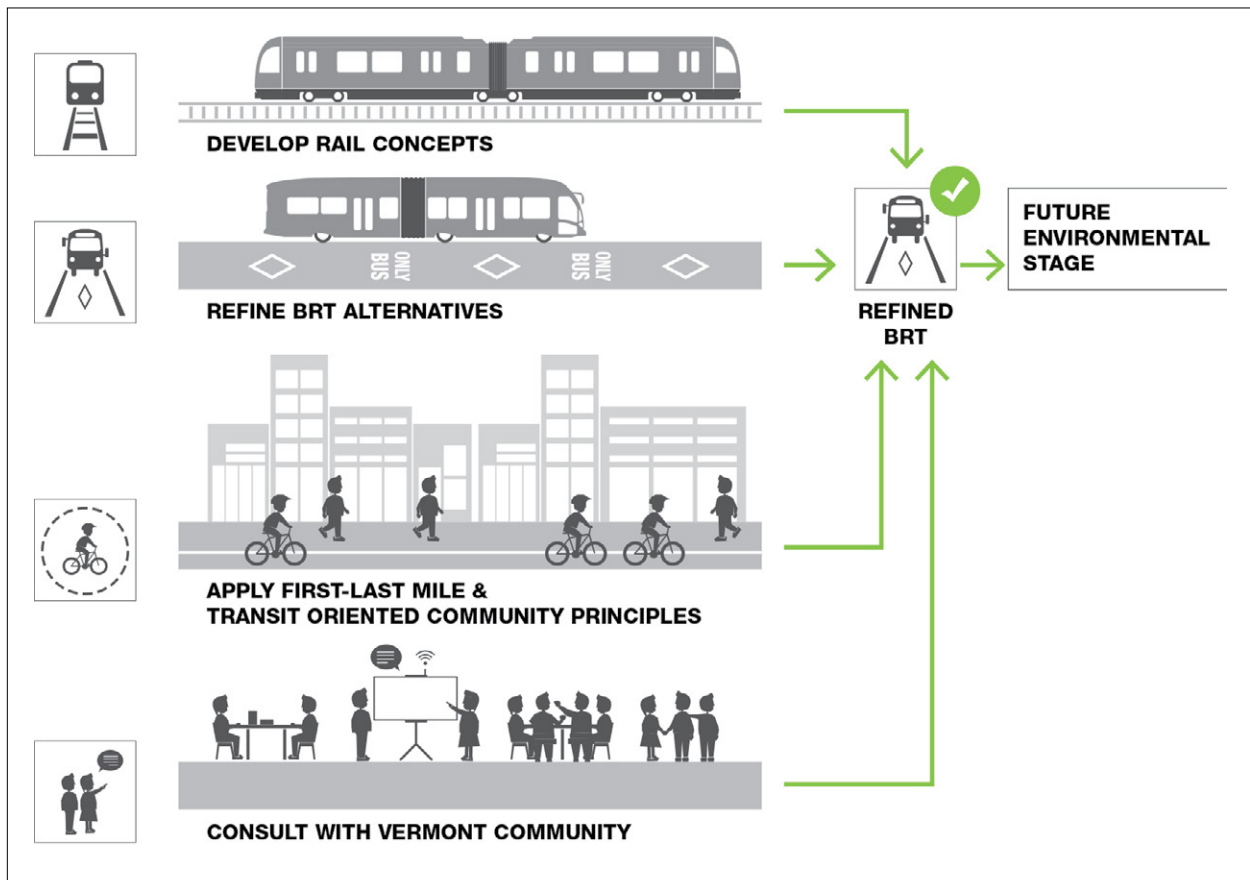 DEVELOP RAIL CONCEPTS
BUS ONLY
BUS ONLY
REFINE BRT ALTERNATIVES
REFINED
BRT
FUTURE
ENVIRONMENTAL
STAGE
APPLY FIRST-LAST MILE &
TRANSIT ORIENTED COMMUNITY PRINCIPLES
CONSULT WITH VERMONT COMMUNITY